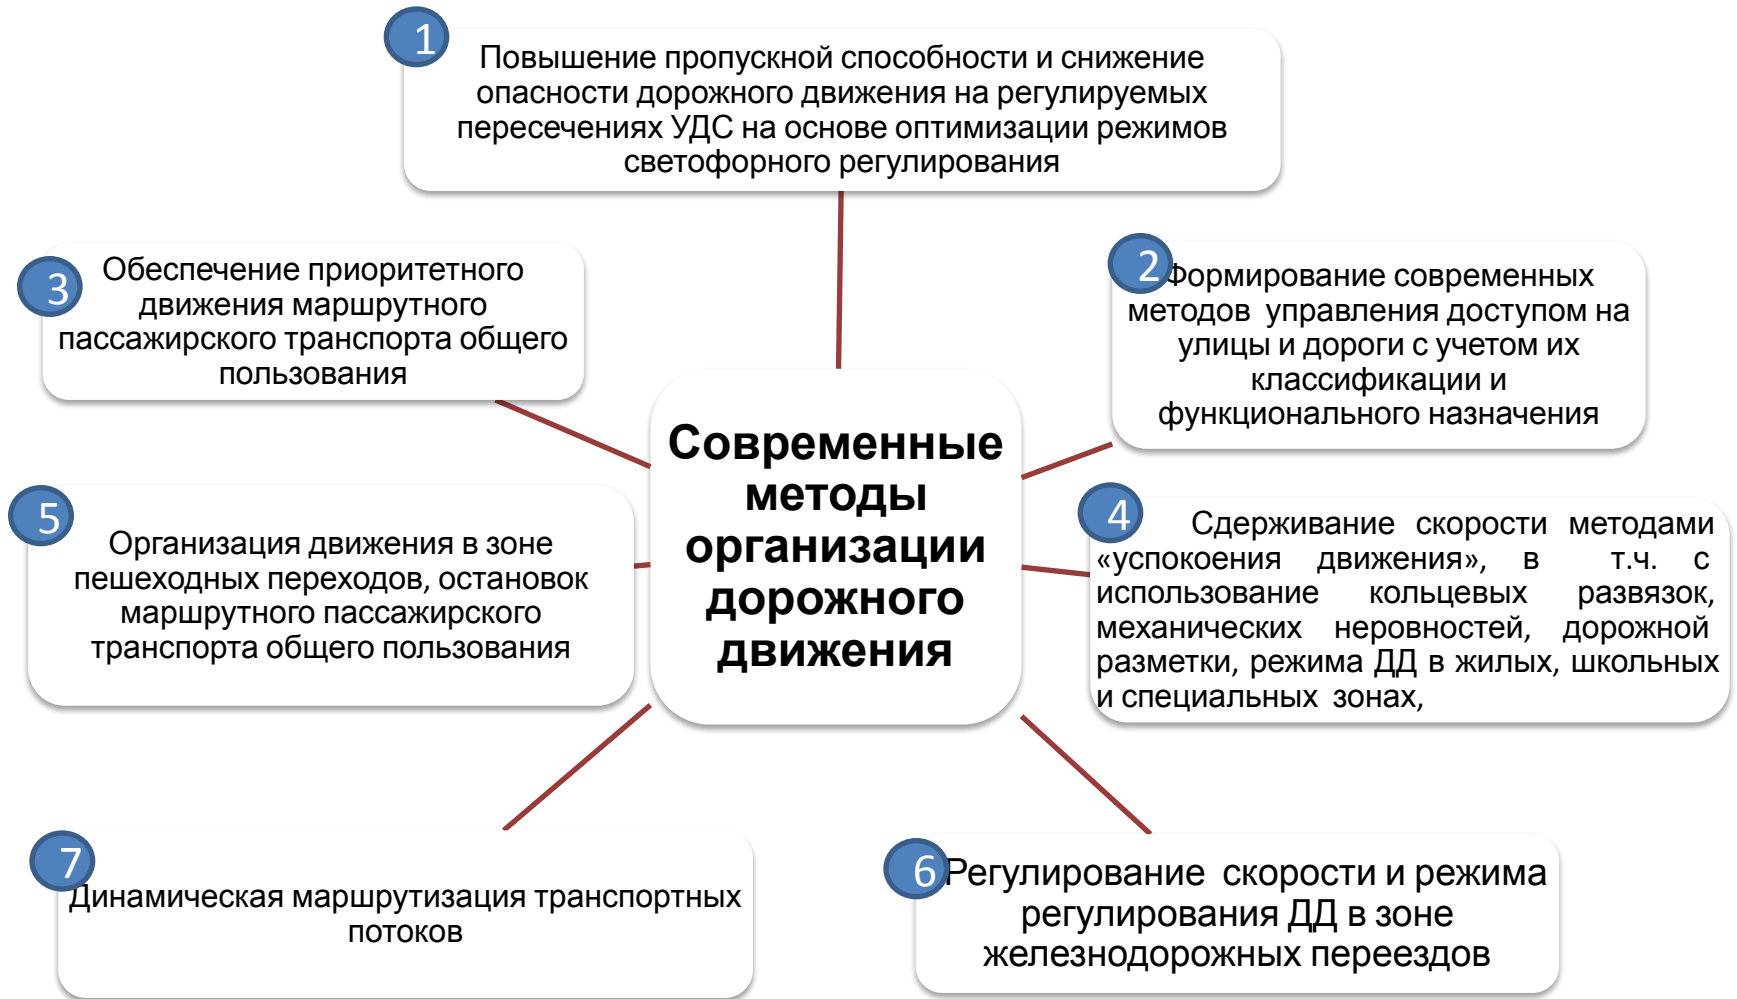 1
Повышение пропускной способности и снижение
опасности дорожного движения на регулируемых
пересечениях УДС на основе оптимизации режимов
светофорного регулирования
2
Формирование современных
методов управления доступом на
улицы и дороги с учетом их
классификации и
функционального назначения
3
Обеспечение приоритетного
движения маршрутного
пассажирского транспорта общего
пользования
Современные
методы
организации
дорожного
движения
4
Сдерживание скорости методами
«успокоения движения», в т.ч. с
использование кольцевых развязок,
механических неровностей, дорожной
разметки, режима ДД в жилых, школьных
и специальных зонах,
5
Организация движения в зоне
пешеходных переходов, остановок
маршрутного пассажирского
транспорта общего пользования
6
Регулирование скорости и режима
регулирования ДД в зоне
железнодорожных переездов
7
Динамическая маршрутизация транспортных
потоков